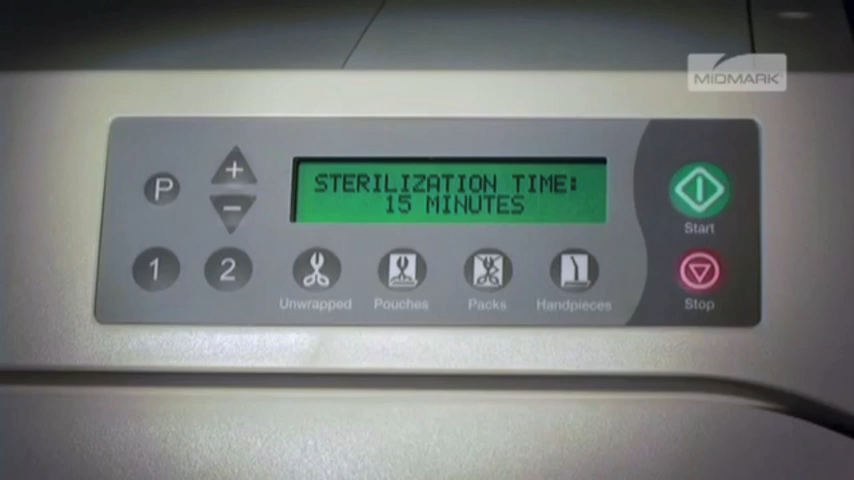 MIDMARK
P
+
STERILIZATION TIME:
15 MINUTES
−
Start
1
2
Unwrapped
Pouches
Packs
Handpieces
Stop